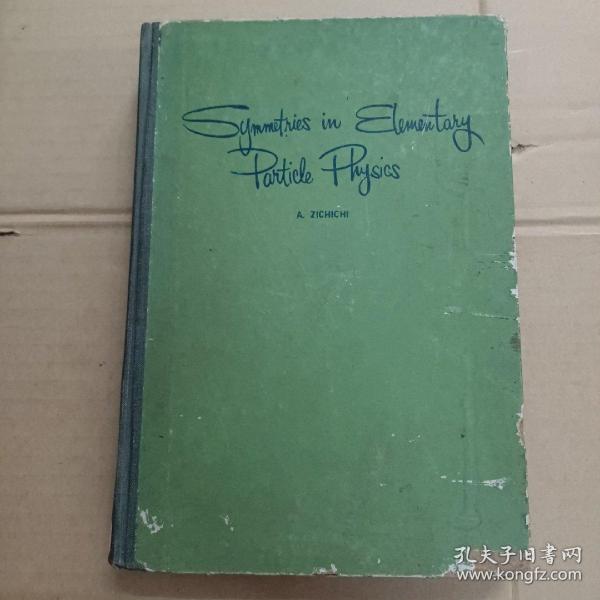 Symmetries in Elementary
Particle Physics
A. ZICHICHI
孔夫子旧书网
www.kongfz.com